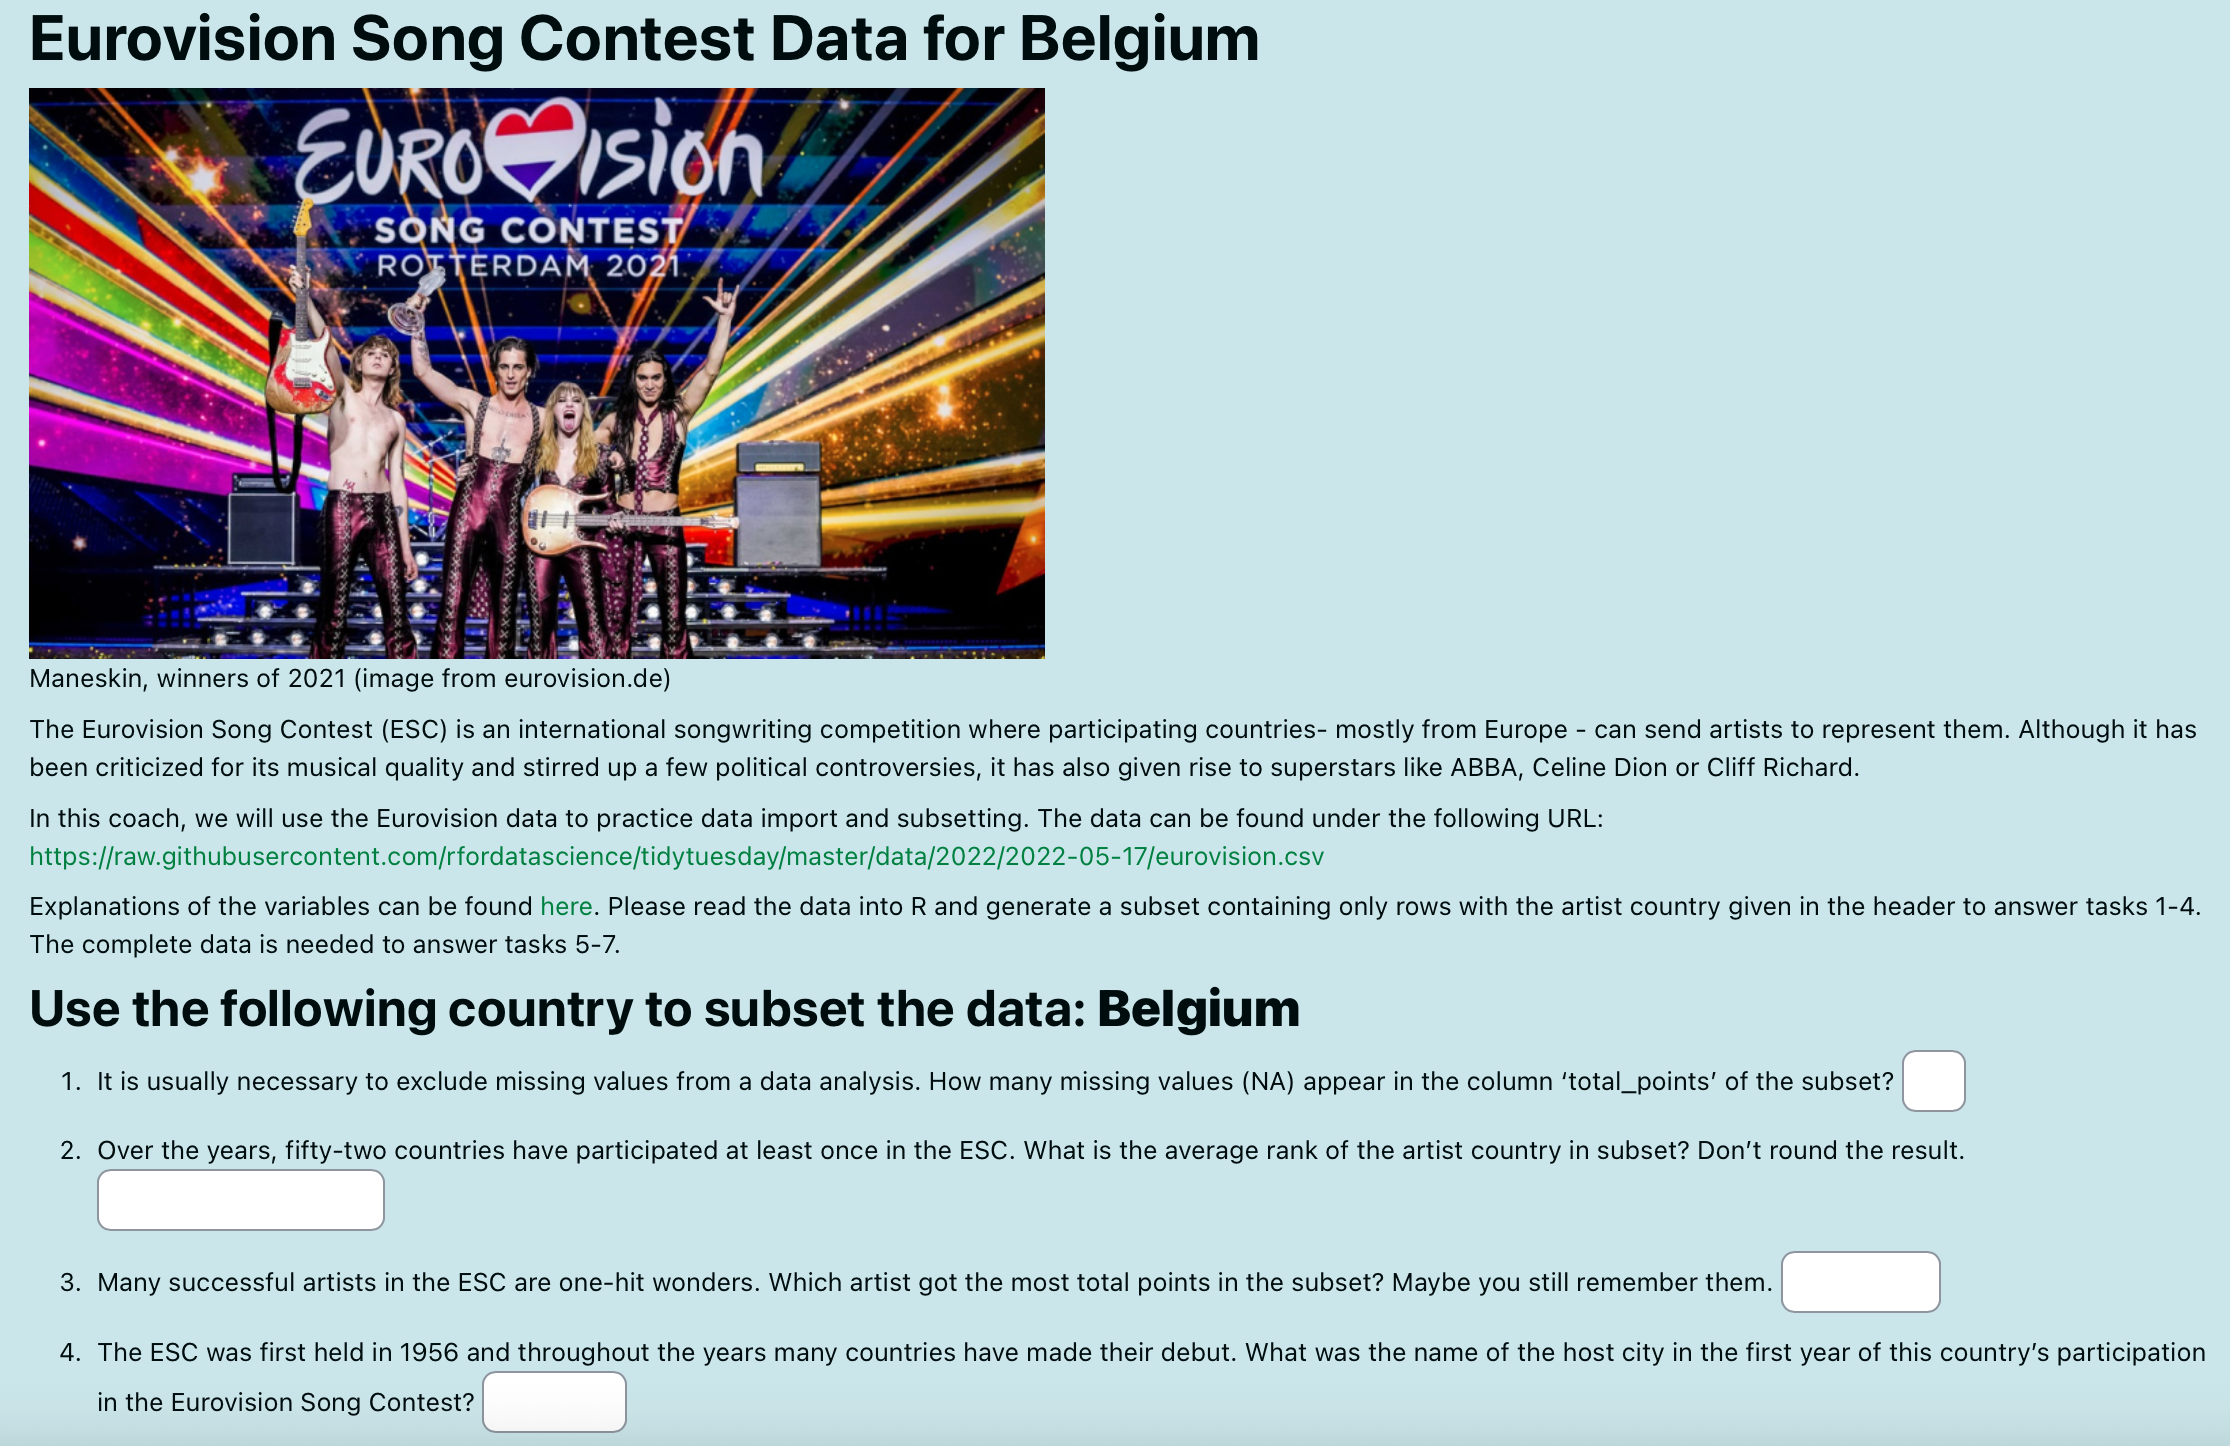 Eurovision Song Contest Data for Belgium
EUROVISION
SONG CONTEST
ROTTERDAM 2021
Maneskin, winners of 2021 (image from eurovision.de)
The Eurovision Song Contest (ESC) is an international songwriting competition where participating countries- mostly from Europe - can send artists to represent them. Although it has
been criticized for its musical quality and stirred up a few political controversies, it has also given rise to superstars like ABBA, Celine Dion or Cliff Richard.
In this coach, we will use the Eurovision data to practice data import and subsetting. The data can be found under the following URL:
https://raw.githubusercontent.com/rfordatascience/tidytuesday/master/data/2022/2022-05-17/eurovision.csv
Explanations of the variables can be found here. Please read the data into R and generate a subset containing only rows with the artist country given in the header to answer tasks 1-4.
The complete data is needed to answer tasks 5-7.
Use the following country to subset the data: Belgium
1. It is usually necessary to exclude missing values from a data analysis. How many missing values (NA) appear in the column ‘total_points’ of the subset?
2. Over the years, fifty-two countries have participated at least once in the ESC. What is the average rank of the artist country in subset? Don’t round the result.
3. Many successful artists in the ESC are one-hit wonders. Which artist got the most total points in the subset? Maybe you still remember them.
4. The ESC was first held in 1956 and throughout the years many countries have made their debut. What was the name of the host city in the first year of this country’s participation
in the Eurovision Song Contest?